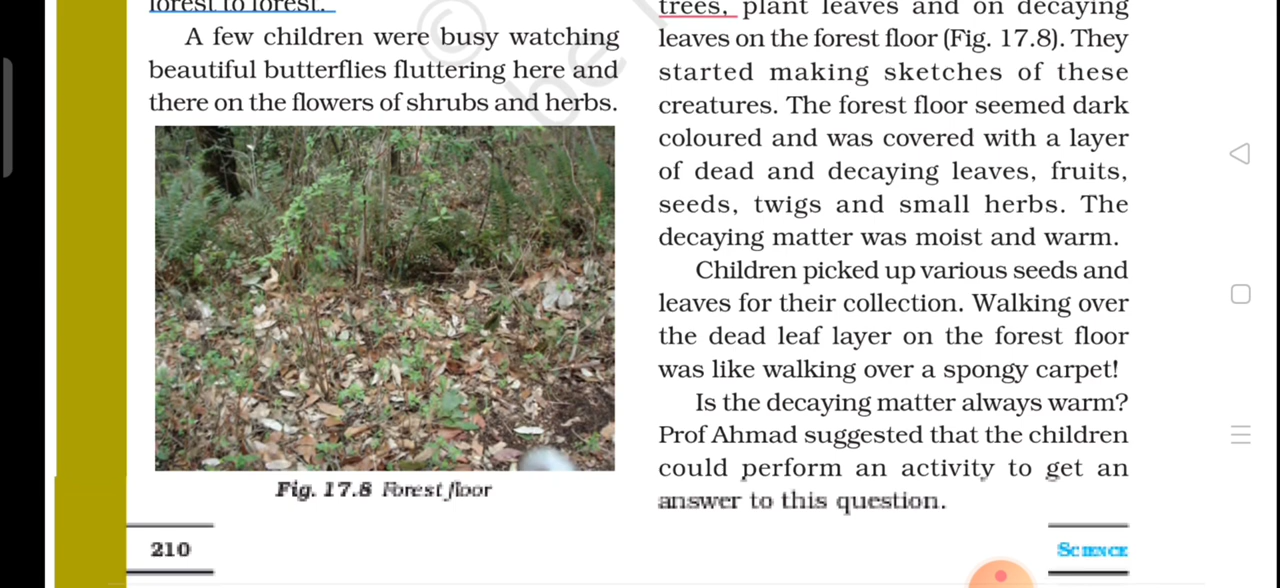 forest to forest.
A few children were busy watching
beautiful butterflies fluttering here and
there on the flowers of shrubs and herbs.
Fig. 17.8 Forest floor
210
trees, plant leaves and on decaying
leaves on the forest floor (Fig. 17.8). They
started making sketches of these
creatures. The forest floor seemed dark
coloured and was covered with a layer
of dead and decaying leaves, fruits,
seeds, twigs and small herbs. The
decaying matter was moist and warm.
Children picked up various seeds and
leaves for their collection. Walking over
the dead leaf layer on the forest floor
was like walking over a spongy carpet!
Is the decaying matter always warm?
Prof Ahmad suggested that the children
could perform an activity to get an
answer to this question.
SCIENCE
©
be